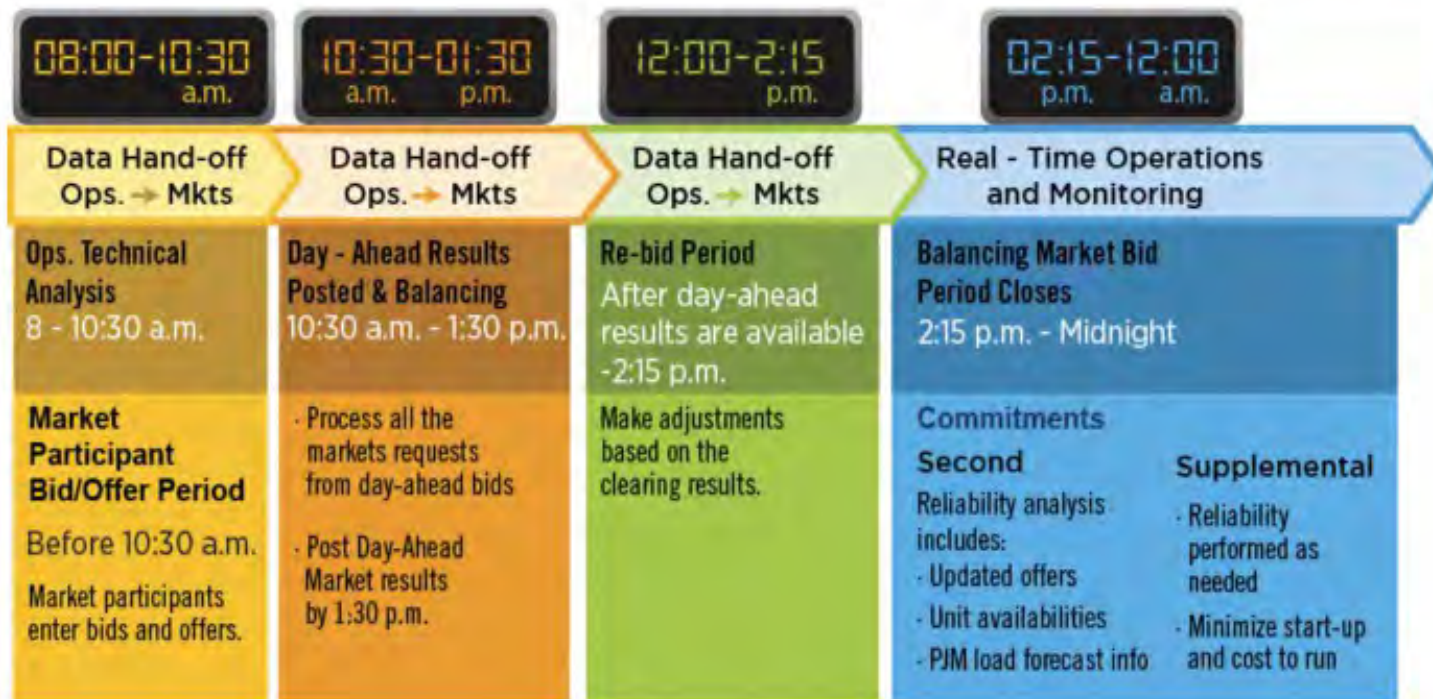 08:00-10:30
a.m.
10:30-01:30
a.m. p.m.
12:00-2:15
p.m.
02:15-12:00
p.m. a.m.
Data Hand-off
Ops. → Mkts
Data Hand-off
Ops. → Mkts
Data Hand-off
Ops. → Mkts
Real - Time Operations
and Monitoring
Ops. Technical
Analysis
8 - 10:30 a.m.
Market
Participant
Bid/Offer Period
Before 10:30 a.m.
Market participants
enter bids and offers.
Day - Ahead Results
Posted & Balancing
10:30 a.m. - 1:30 p.m.
· Process all the
markets requests
from day-ahead bids
· Post Day-Ahead
Market results
by 1:30 p.m.
Re-bid Period
After day-ahead
results are available
-2:15 p.m.
Make adjustments
based on the
clearing results.
Balancing Market Bid
Period Closes
2:15 p.m. - Midnight
Commitments
Second
Reliability analysis
includes:
· Updated offers
· Unit availabilities
· PJM load forecast info
Supplemental
· Reliability
performed as
needed
· Minimize start-up
and cost to run